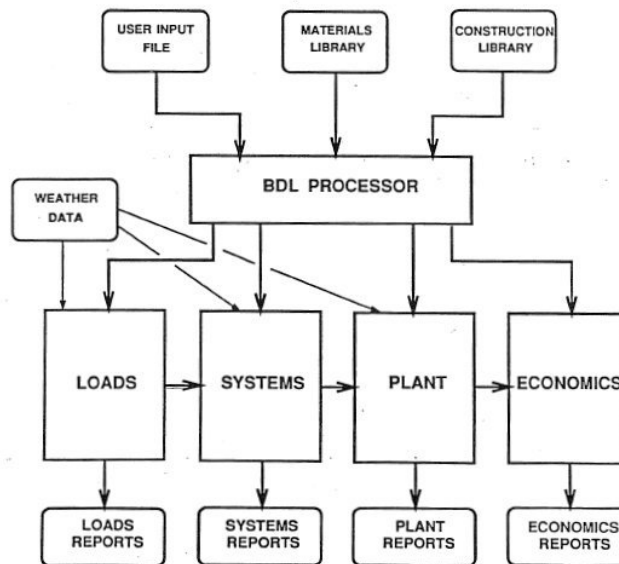 USER INPUT
FILE
MATERIALS
LIBRARY
CONSTRUCTION
LIBRARY
BDL PROCESSOR
WEATHER
DATA
LOADS
SYSTEMS
PLANT
ECONOMICS
LOADS
REPORTS
SYSTEMS
REPORTS
PLANT
REPORTS
ECONOMICS
REPORTS